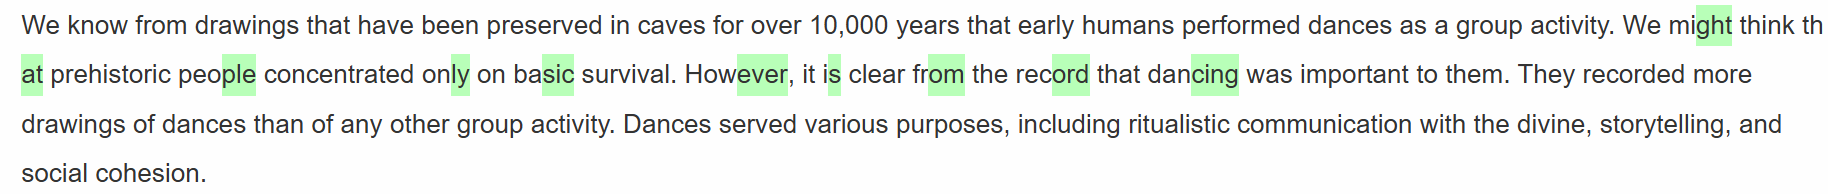 We know from drawings that have been preserved in caves for over 10,000 years that early humans performed dances as a group activity. We might think th
at prehistoric people concentrated only on basic survival. However, it is clear from the record that dancing was important to them. They recorded more
drawings of dances than of any other group activity. Dances served various purposes, including ritualistic communication with the divine, storytelling, and
social cohesion.